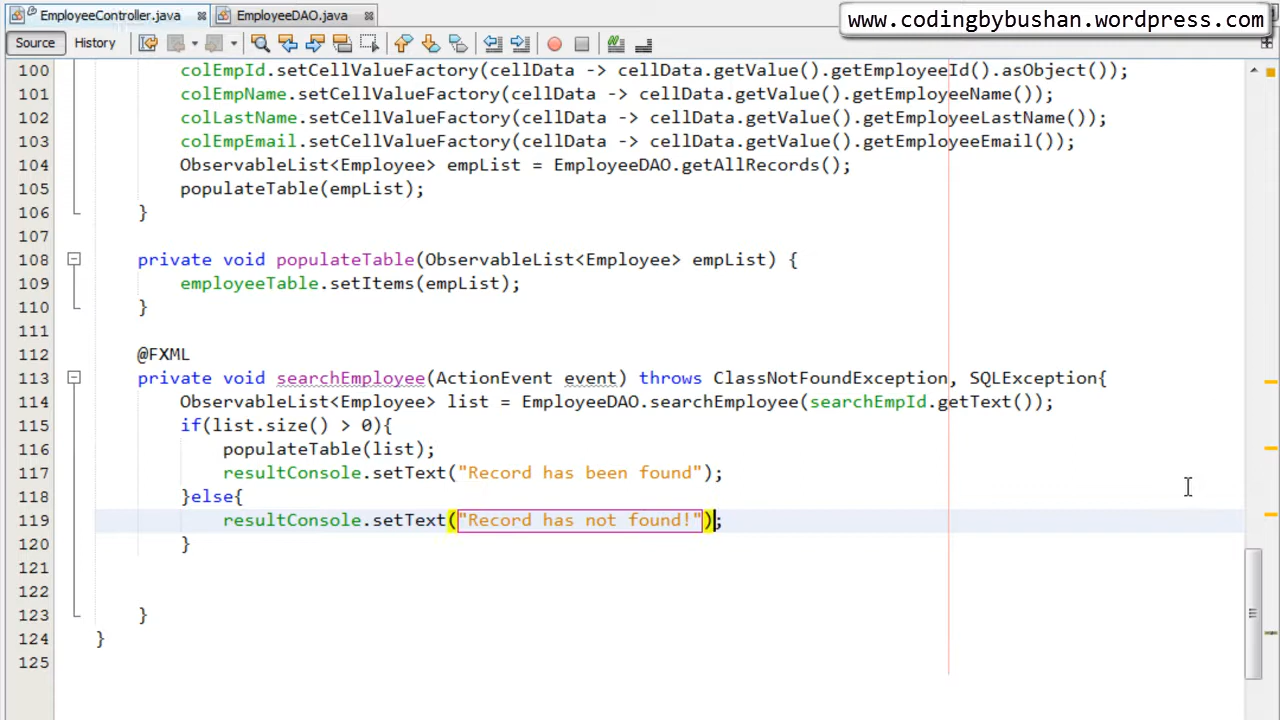 EmployeeController.java EmployeeDAO.java
www.codingbybushan.wordpress.com
Source History
100 colEmpId.setCellValueFactory(cellData -> cellData.getValue().getEmployeeId().asObject());
101 colEmpName.setCellValueFactory(cellData -> cellData.getValue().getEmployeeName());
102 colLastName.setCellValueFactory(cellData -> cellData.getValue().getEmployeeLastName());
103 colEmpEmail.setCellValueFactory(cellData -> cellData.getValue().getEmployeeEmail());
104 ObservableList<Employee> empList = EmployeeDAO.getAllRecords();
105 populateTable(empList);
106 }
107
108 private void populateTable(ObservableList<Employee> empList) {
109 employeeTable.setItems(empList);
110 }
111
112 @FXML
113 private void searchEmployee(ActionEvent event) throws ClassNotFoundException, SQLException{
114 ObservableList<Employee> list = EmployeeDAO.searchEmployee(searchEmpId.getText());
115 if(list.size() > 0){
116 populateTable(list);
117 resultConsole.setText("Record has been found");
118 }else{
119 resultConsole.setText("Record has not found!");
120 }
121
122
123 }
124 }
125